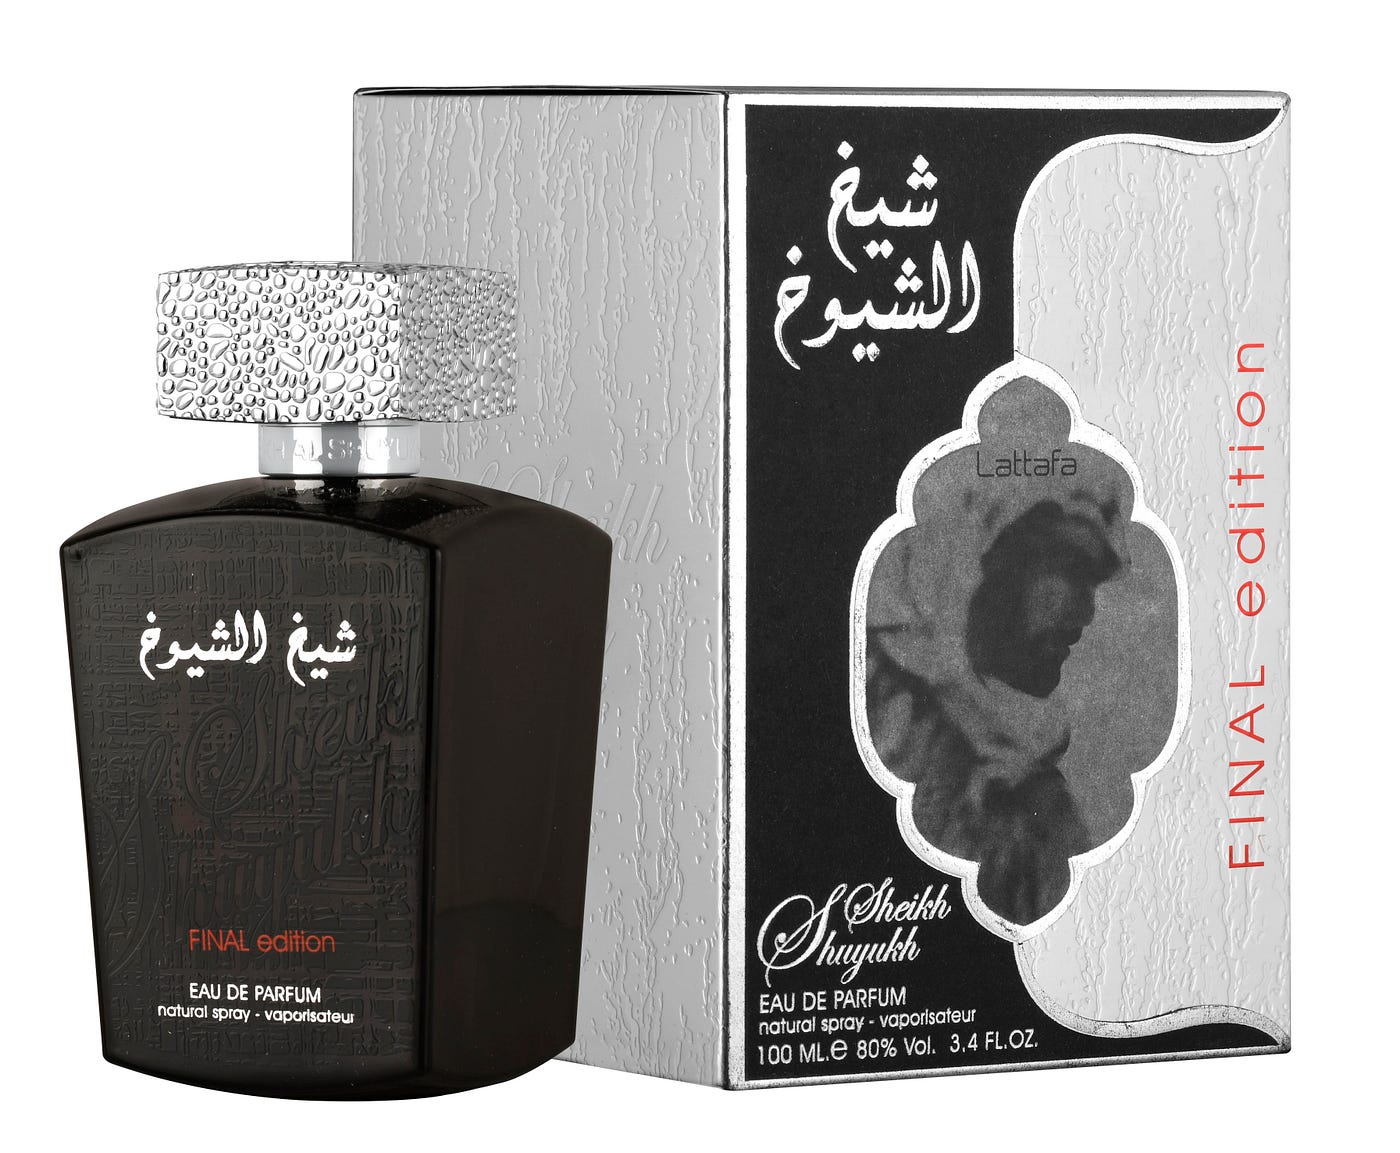 شيخ الشيوخ
FINAL edition
EAU DE PARFUM
natural spray - vaporisateur
شيخ
الشيوخ
Lattafa
FINAL edition
Sheikh
Shuyukh
EAU DE PARFUM
natural spray - vaporisateur
100 ML.e 80% Vol. 3.4 FL.OZ.